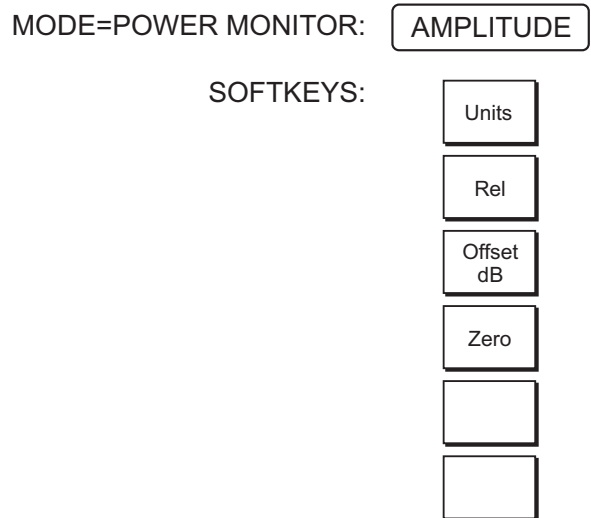 MODE=POWER MONITOR: AMPLITUDE
SOFTKEYS:
Units
Rel
Offset
dB
Zero